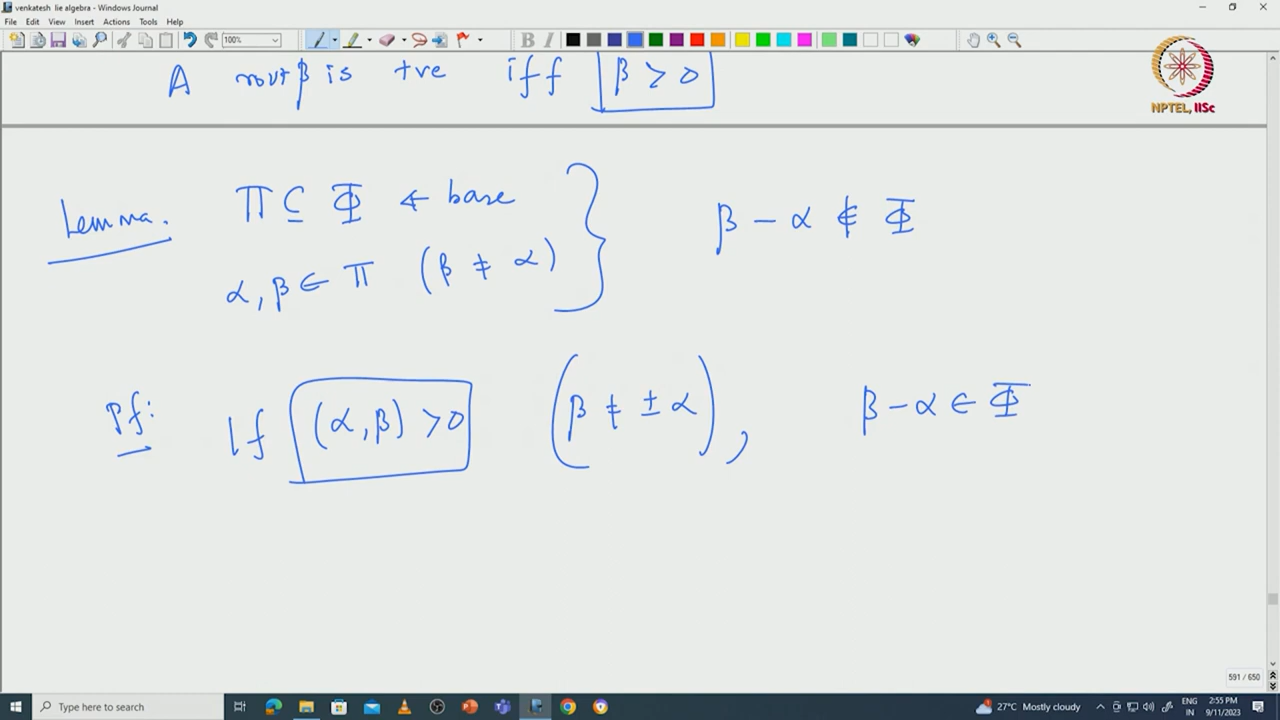 venkatesh lie algebra - Windows Journal
File Edit View Insert Actions Tools Help
100%
B I
NPTEL, IISc
A root β is +ve iff β > 0
Lemma. Π ⊆ Φ ← base
α, β ∈ Π (β ≠ α) } β - α ∉ Φ
Pf: If (α, β) > 0 (β ≠ ± α), β - α ∈ Φ
591 / 650
Type here to search
27°C Mostly cloudy
ENG
IN
2:55 PM
9/11/2023